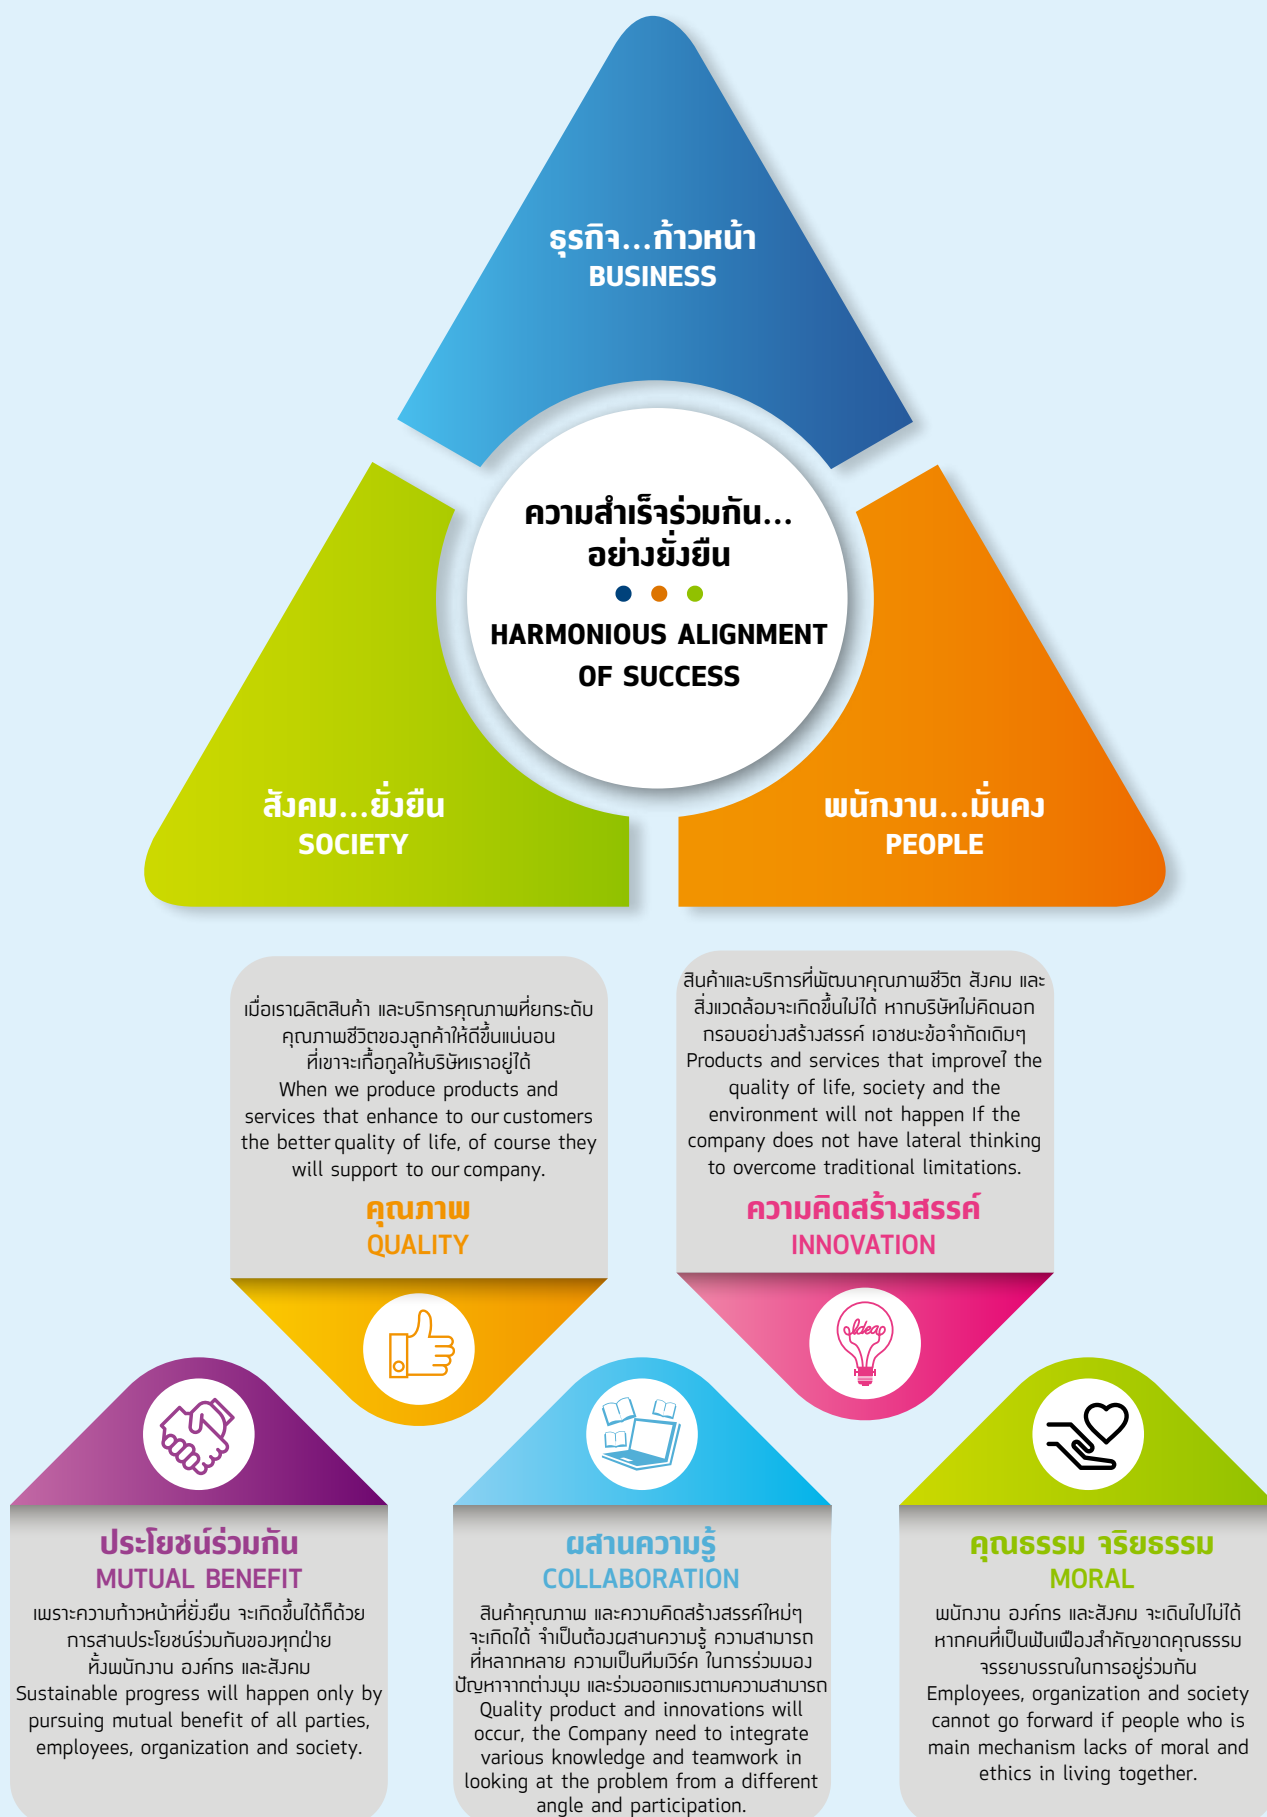 ธุรกิจ...ก้าวหน้า
BUSINESS
ความสำเร็จร่วมกัน...
อย่างยั่งยืน
HARMONIOUS ALIGNMENT
OF SUCCESS
สังคม...ยั่งยืน
SOCIETY
พนักงาน...มั่นคง
PEOPLE
เมื่อเราผลิตสินค้า และบริการคุณภาพที่ยกระดับ
คุณภาพชีวิตของลูกค้าให้ดีขึ้นแน่นอน
ที่เขาจะเกื้อกูลให้บริษัทเราอยู่ได้
When we produce products and
services that enhance to our customers
the better quality of life, of course they
will support to our company.
คุณภาพ
QUALITY
สินค้าและบริการที่พัฒนาคุณภาพชีวิต สังคม และ
สิ่งแวดล้อมจะเกิดขึ้นไม่ได้ หากบริษัทไม่คิดนอก
กรอบอย่างสร้างสรรค์ เอาชนะข้อจำกัดเดิมๆ
Products and services that improve1 the
quality of life, society and the
environment will not happen If the
company does not have lateral thinking
to overcome traditional limitations.
ความคิดสร้างสรรค์
INNOVATION
Idea
ประโยชน์ร่วมกัน
MUTUAL BENEFIT
เพราะความก้าวหน้าที่ยั่งยืน จะเกิดขึ้นได้ก็ด้วย
การสานประโยชน์ร่วมกันของทุกฝ่าย
ทั้งพนักงาน องค์กร และสังคม
Sustainable progress will happen only by
pursuing mutual benefit of all parties,
employees, organization and society.
ผสานความรู้
COLLABORATION
สินค้าคุณภาพ และความคิดสร้างสรรค์ใหม่ๆ
จะเกิดได้ จำเป็นต้องผสานความรู้ ความสามารถ
ที่หลากหลาย ความเป็นทีมเวิร์ค ในการร่วมมอง
ปัญหาจากต่างมุม และร่วมออกแรงตามความสามารถ
Quality product and innovations will
occur, the Company need to integrate
various knowledge and teamwork in
looking at the problem from a different
angle and participation.
คุณธรรม จริยธรรม
MORAL
พนักงาน องค์กร และสังคม จะเดินไปไม่ได้
หากคนที่เป็นฟันเฟืองสำคัญขาดคุณธรรม
จรรยาบรรณในการอยู่ร่วมกัน
Employees, organization and society
cannot go forward if people who is
main mechanism lacks of moral and
ethics in living together.